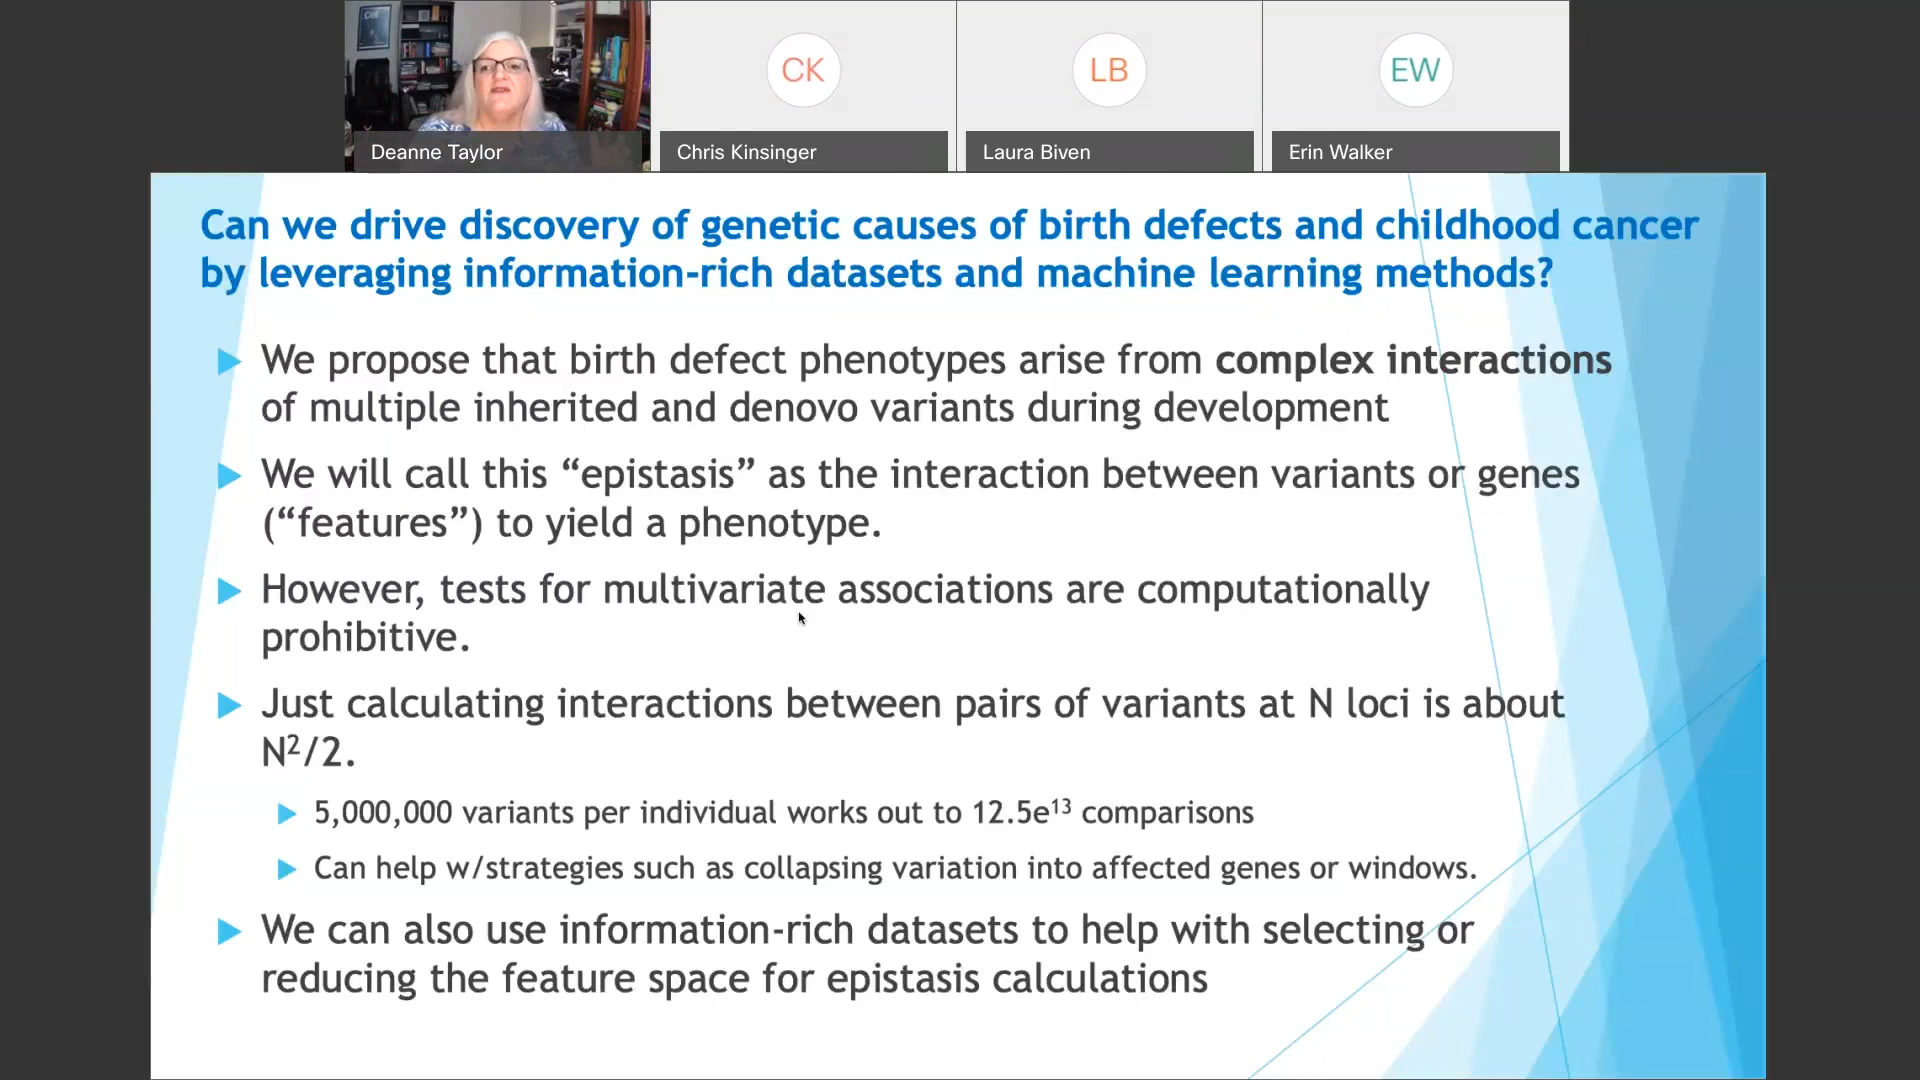 Cell
CK
LB
EW
Deanne Taylor
Chris Kinsinger
Laura Biven
Erin Walker
Can we drive discovery of genetic causes of birth defects and childhood cancer
by leveraging information-rich datasets and machine learning methods?
We propose that birth defect phenotypes arise from complex interactions
of multiple inherited and denovo variants during development
We will call this “epistasis” as the interaction between variants or genes
(“features”) to yield a phenotype.
However, tests for multivariate associations are computationally
prohibitive.
Just calculating interactions between pairs of variants at N loci is about
N²/2.
5,000,000 variants per individual works out to 12.5e¹³ comparisons
Can help w/strategies such as collapsing variation into affected genes or windows.
We can also use information-rich datasets to help with selecting or
reducing the feature space for epistasis calculations